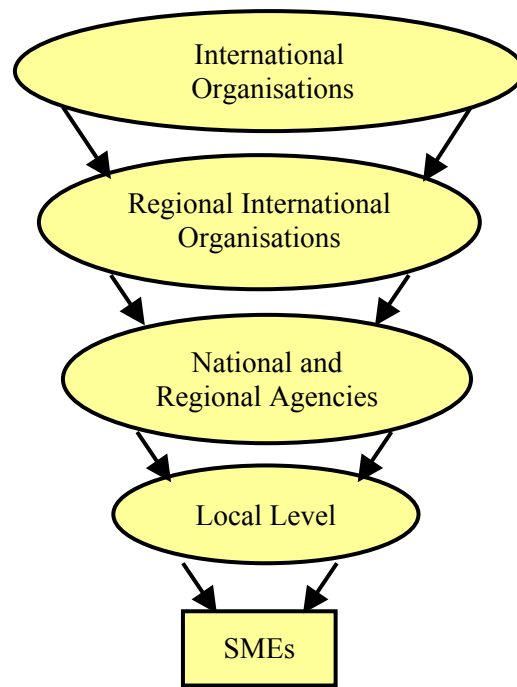 International
Organisations
Regional International
Organisations
National and
Regional Agencies
Local Level
SMEs